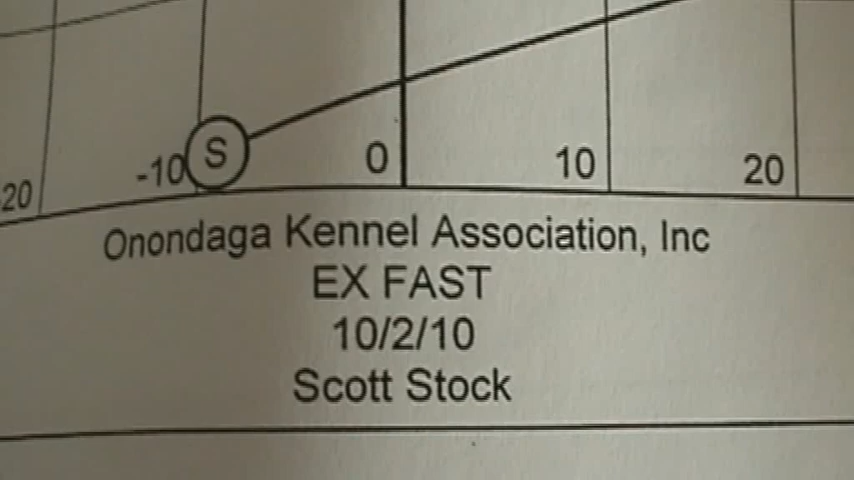 -20 -10 S 0 10 20
Onondaga Kennel Association, Inc
EX FAST
10/2/10
Scott Stock